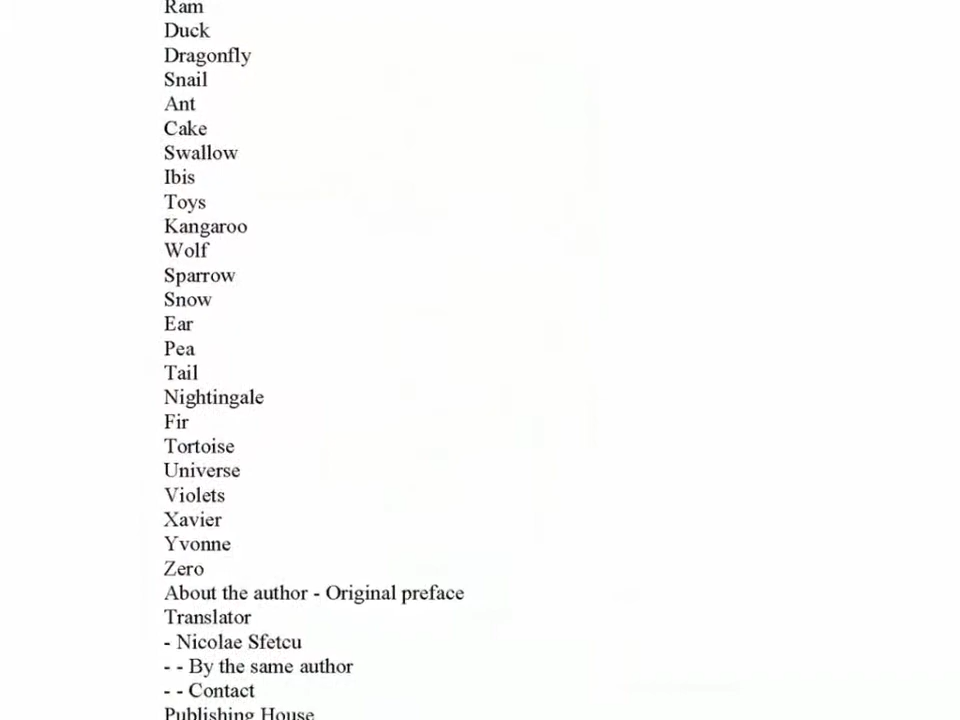 Ram
Duck
Dragonfly
Snail
Ant
Cake
Swallow
Ibis
Toys
Kangaroo
Wolf
Sparrow
Snow
Ear
Pea
Tail
Nightingale
Fir
Tortoise
Universe
Violets
Xavier
Yvonne
Zero
About the author - Original preface
Translator
- Nicolae Sfetcu
- - By the same author
- - Contact
Publishing House